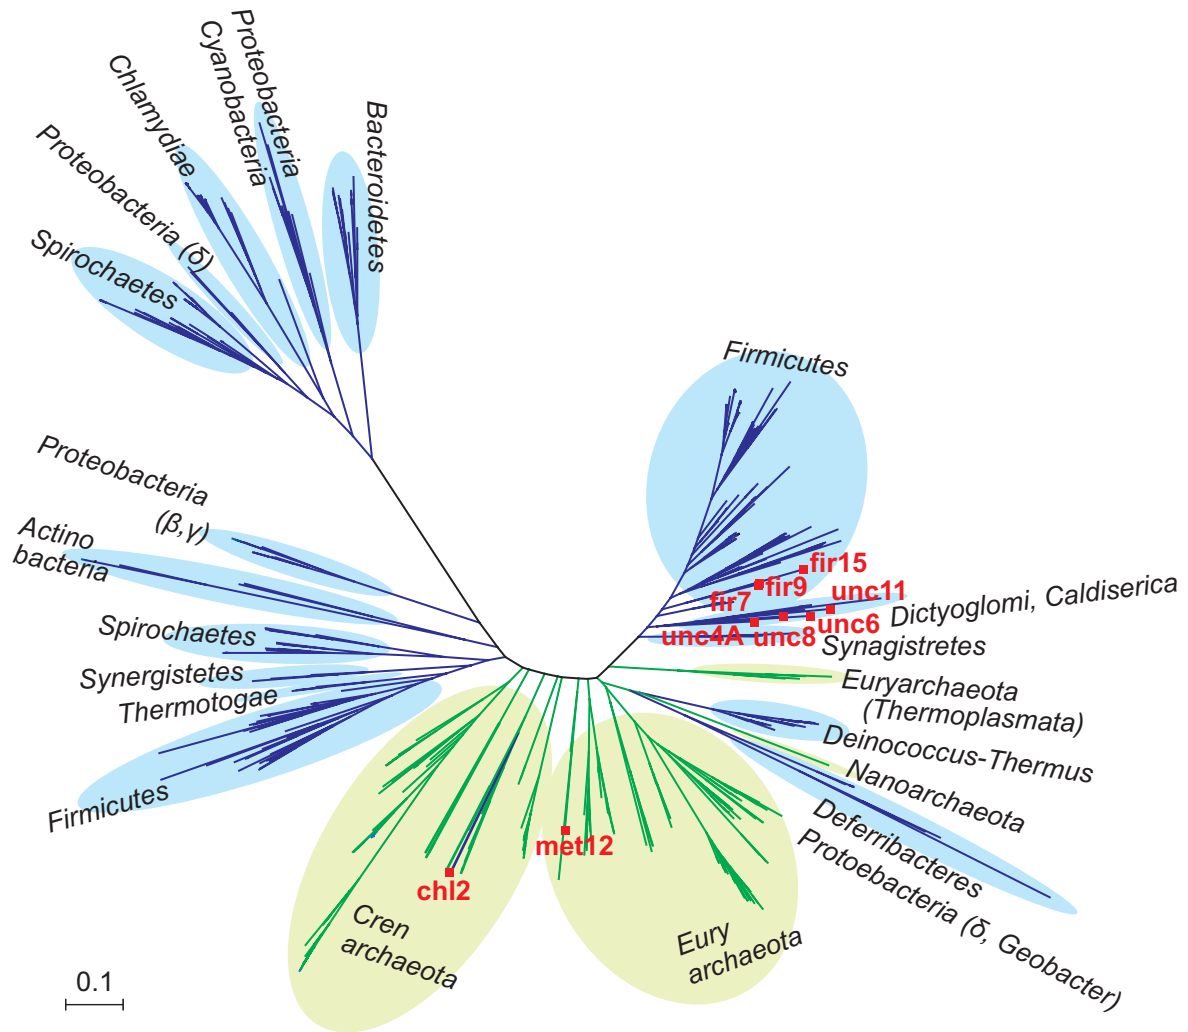 Proteobacteria
Cyanobacteria
Chlamydiae
Bacteroidetes
Proteobacteria (δ)
Spirochaetes
Firmicutes
Proteobacteria
(β,γ)
Actino
bacteria
fir15
fir9
fir7
unc11
Dictyoglomi, Caldiserica
unc4A
unc8
unc6
Spirochaetes
Synagistretes
Synergistetes
Euryarchaeota
(Thermoplasmata)
Thermotogae
Deinococcus-Thermus
Nanoarchaeota
Firmicutes
Deferribacteres
Protoebacteria (δ, Geobacter)
met12
chl2
Cren
archaeota
Eury
archaeota
0.1